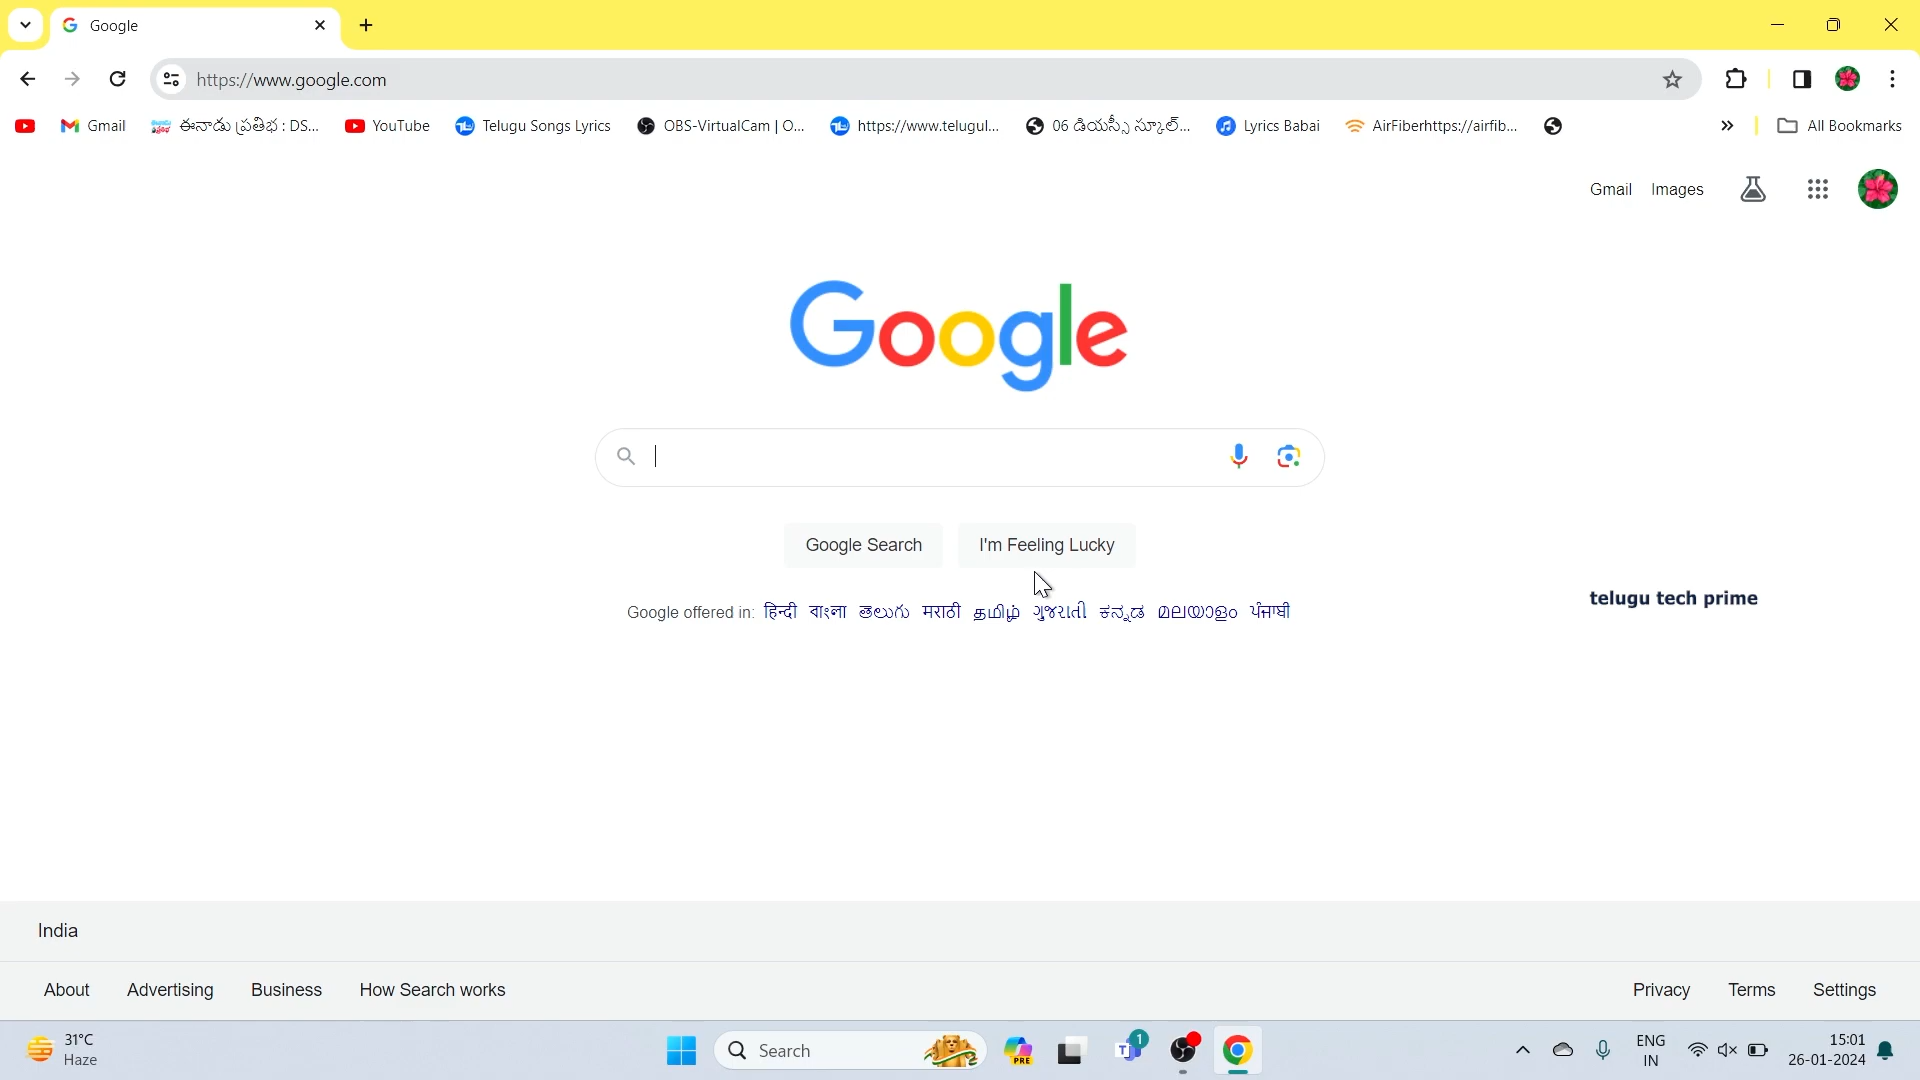 Google
https://www.google.com
Gmail
ఈనాడు ప్రతిభ : DS...
YouTube
Telugu Songs Lyrics
OBS-VirtualCam | O...
https://www.telugul...
06 డియస్సీ స్కూల్...
Lyrics Babai
AirFiberhttps://airfib...
» All Bookmarks
Gmail Images
Google
Google Search I'm Feeling Lucky
Google offered in: हिन्दी বাংলা తెలుగు मराठी தமிழ் ગુજરાતી ಕನ್ನಡ മലയാളം ਪੰਜਾਬੀ
telugu tech prime
India
About Advertising Business How Search works Privacy Terms Settings
31°C
Haze
Search
PRE
1
ENG
IN
15:01
26-01-2024